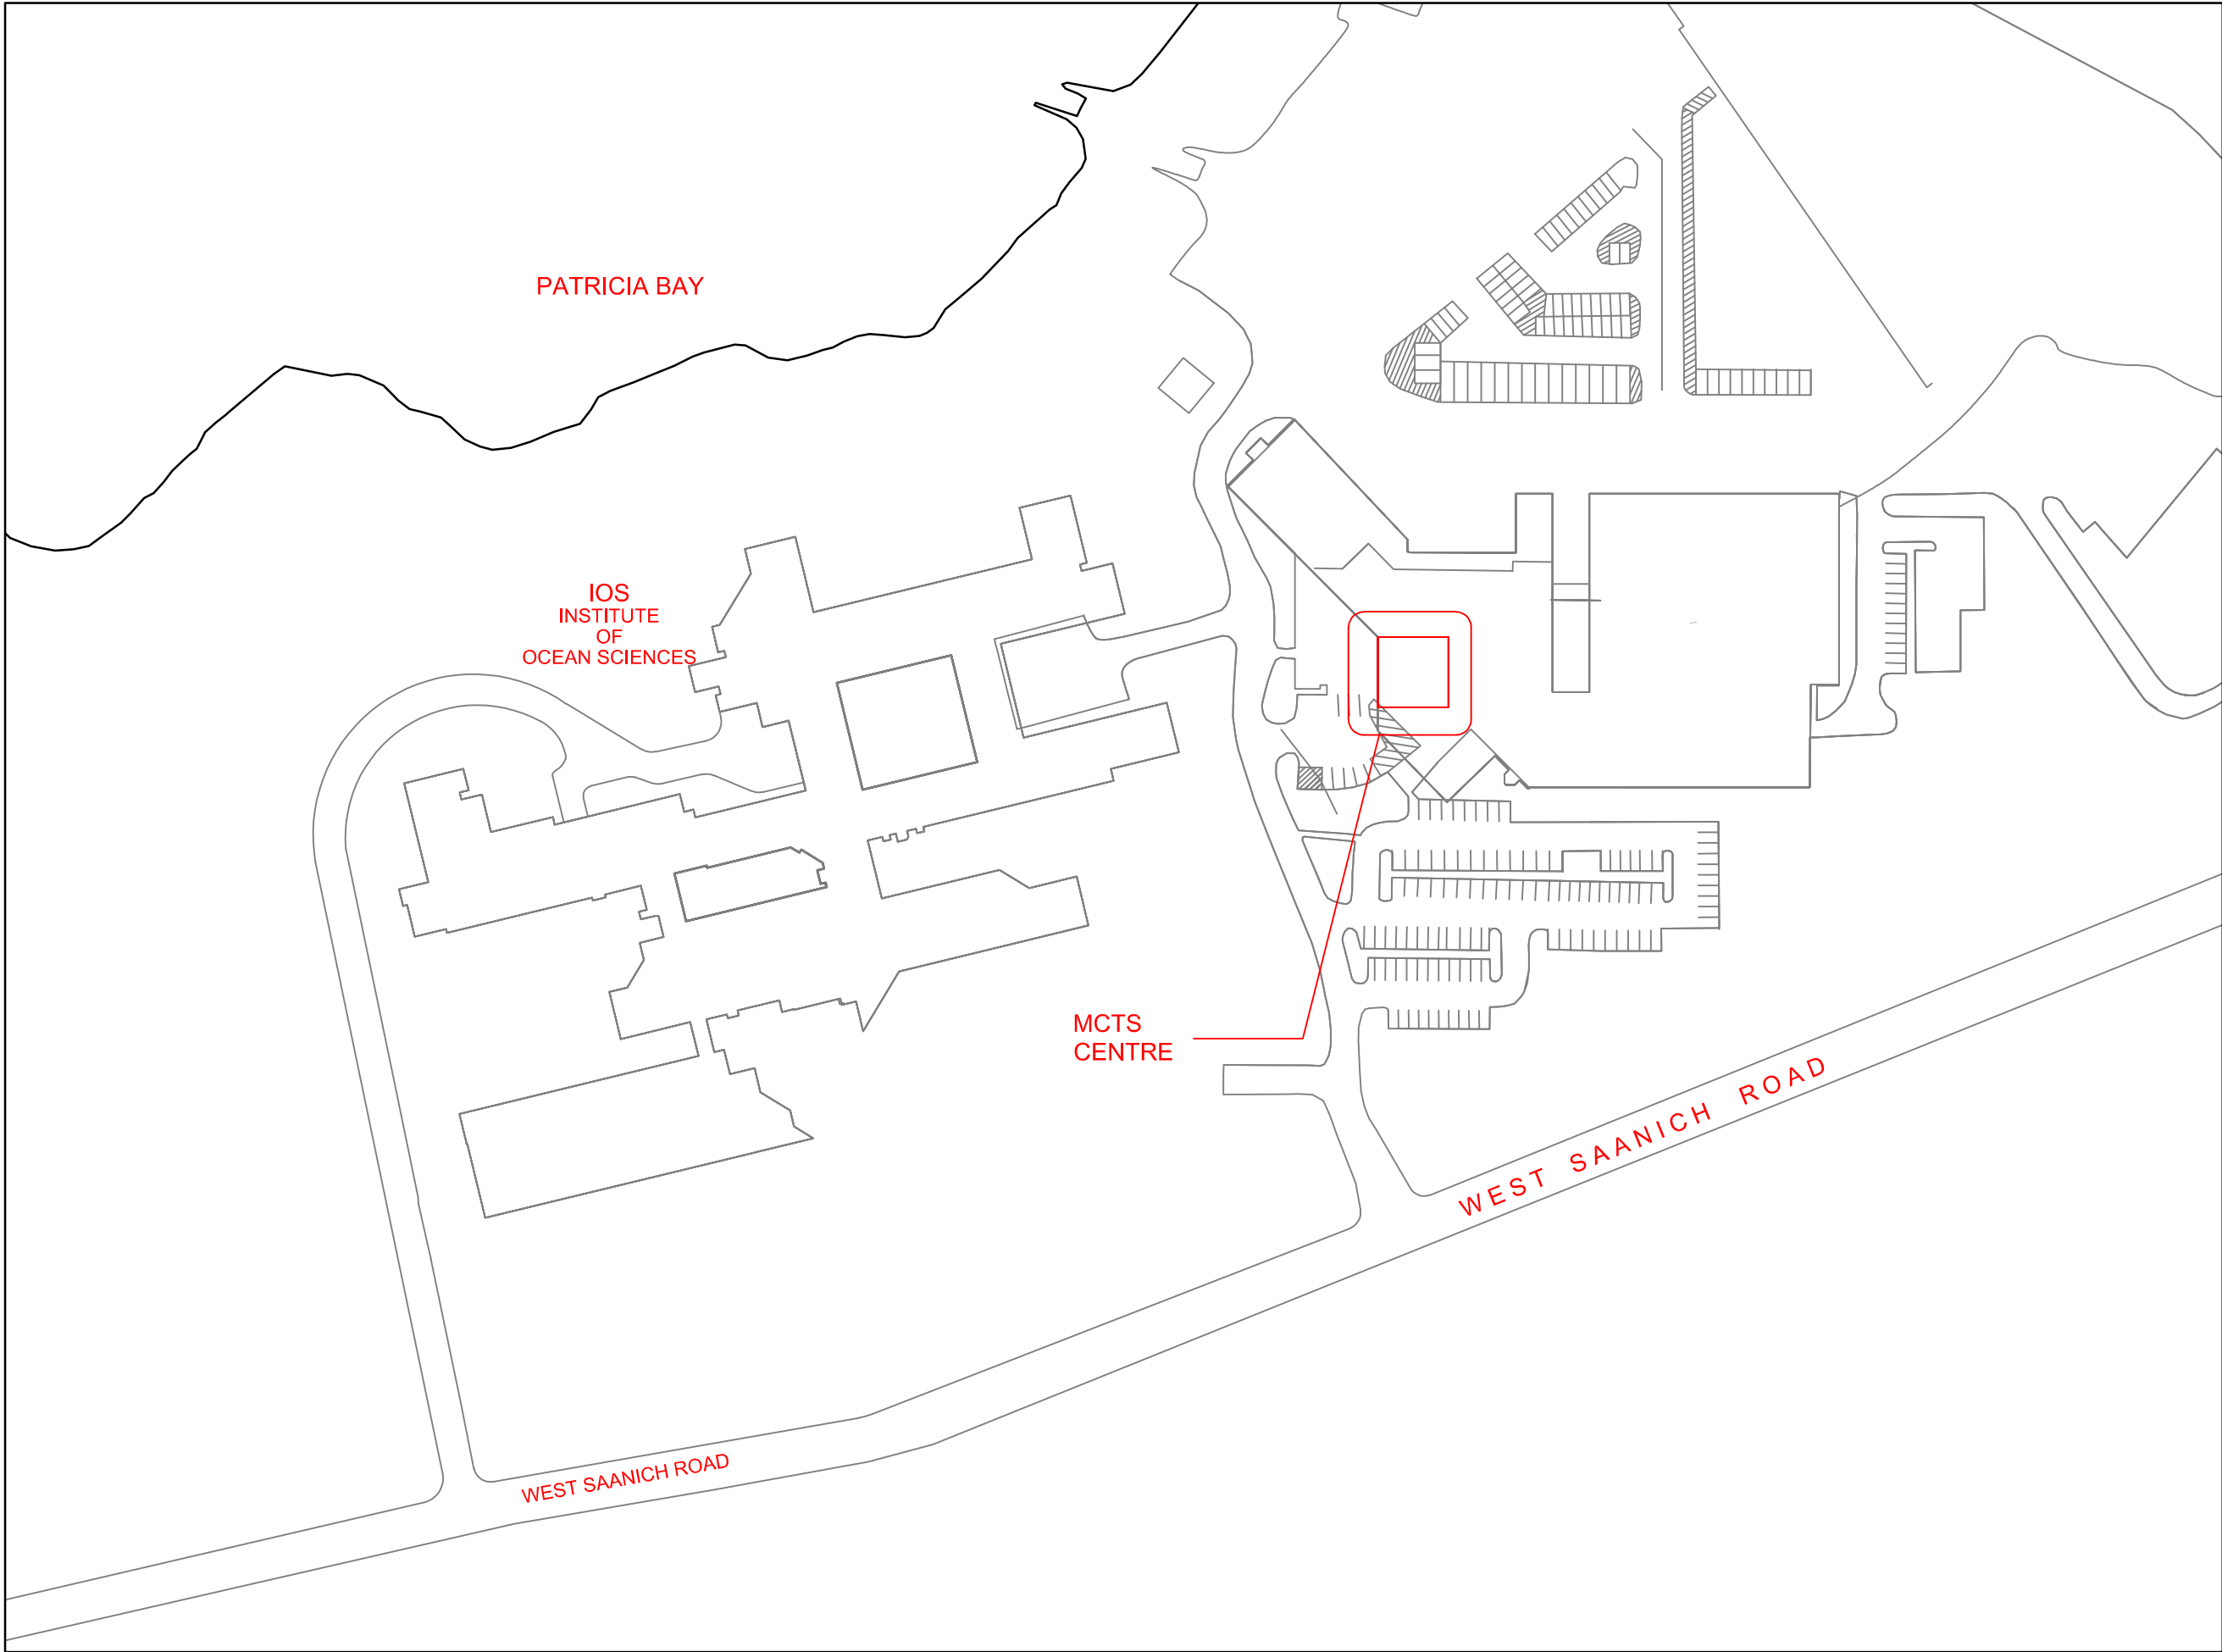 PATRICIA BAY
IOS
INSTITUTE
OF
OCEAN SCIENCES
MCTS
CENTRE
WEST SAANICH ROAD
WEST SAANICH ROAD